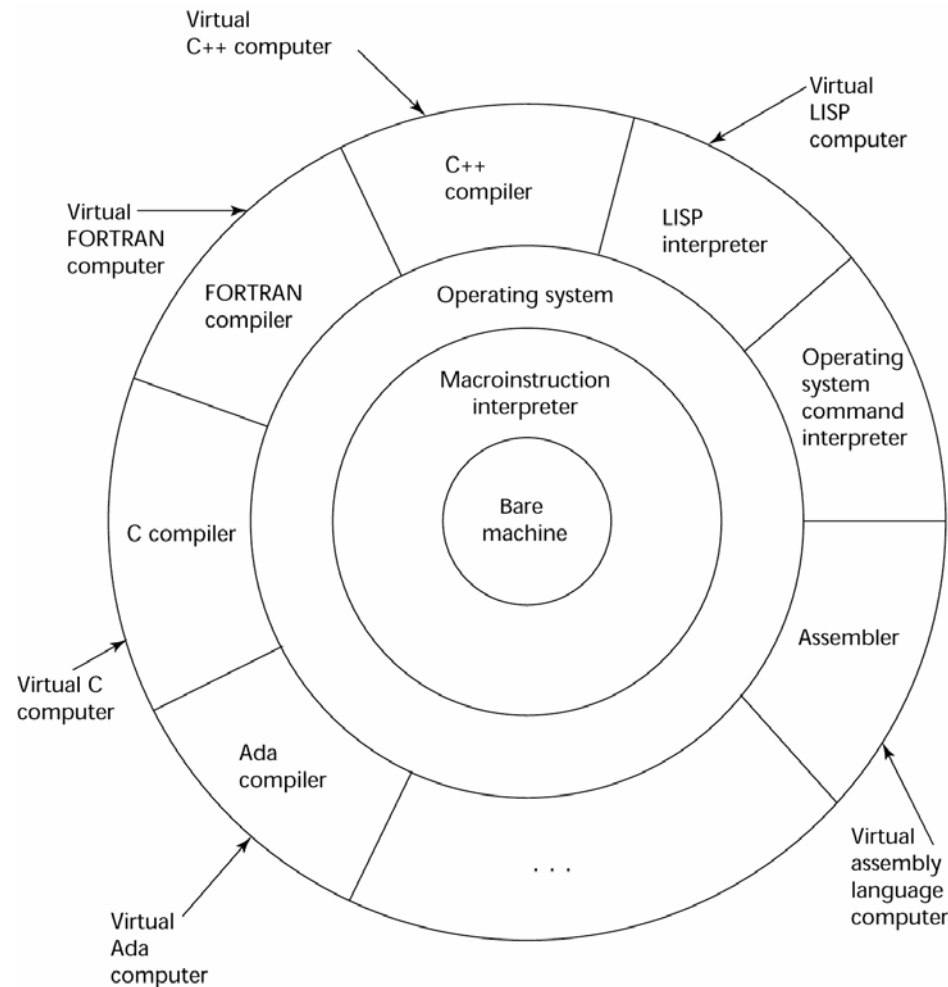 Virtual
C++ computer
Virtual
LISP
computer
C++
compiler
Virtual
FORTRAN
computer
LISP
interpreter
FORTRAN
compiler
Operating system
Operating
system
command
interpreter
Macroinstruction
interpreter
Bare
machine
C compiler
Assembler
Virtual C
computer
Ada
compiler
. . .
Virtual
assembly
language
computer
Virtual
Ada
computer